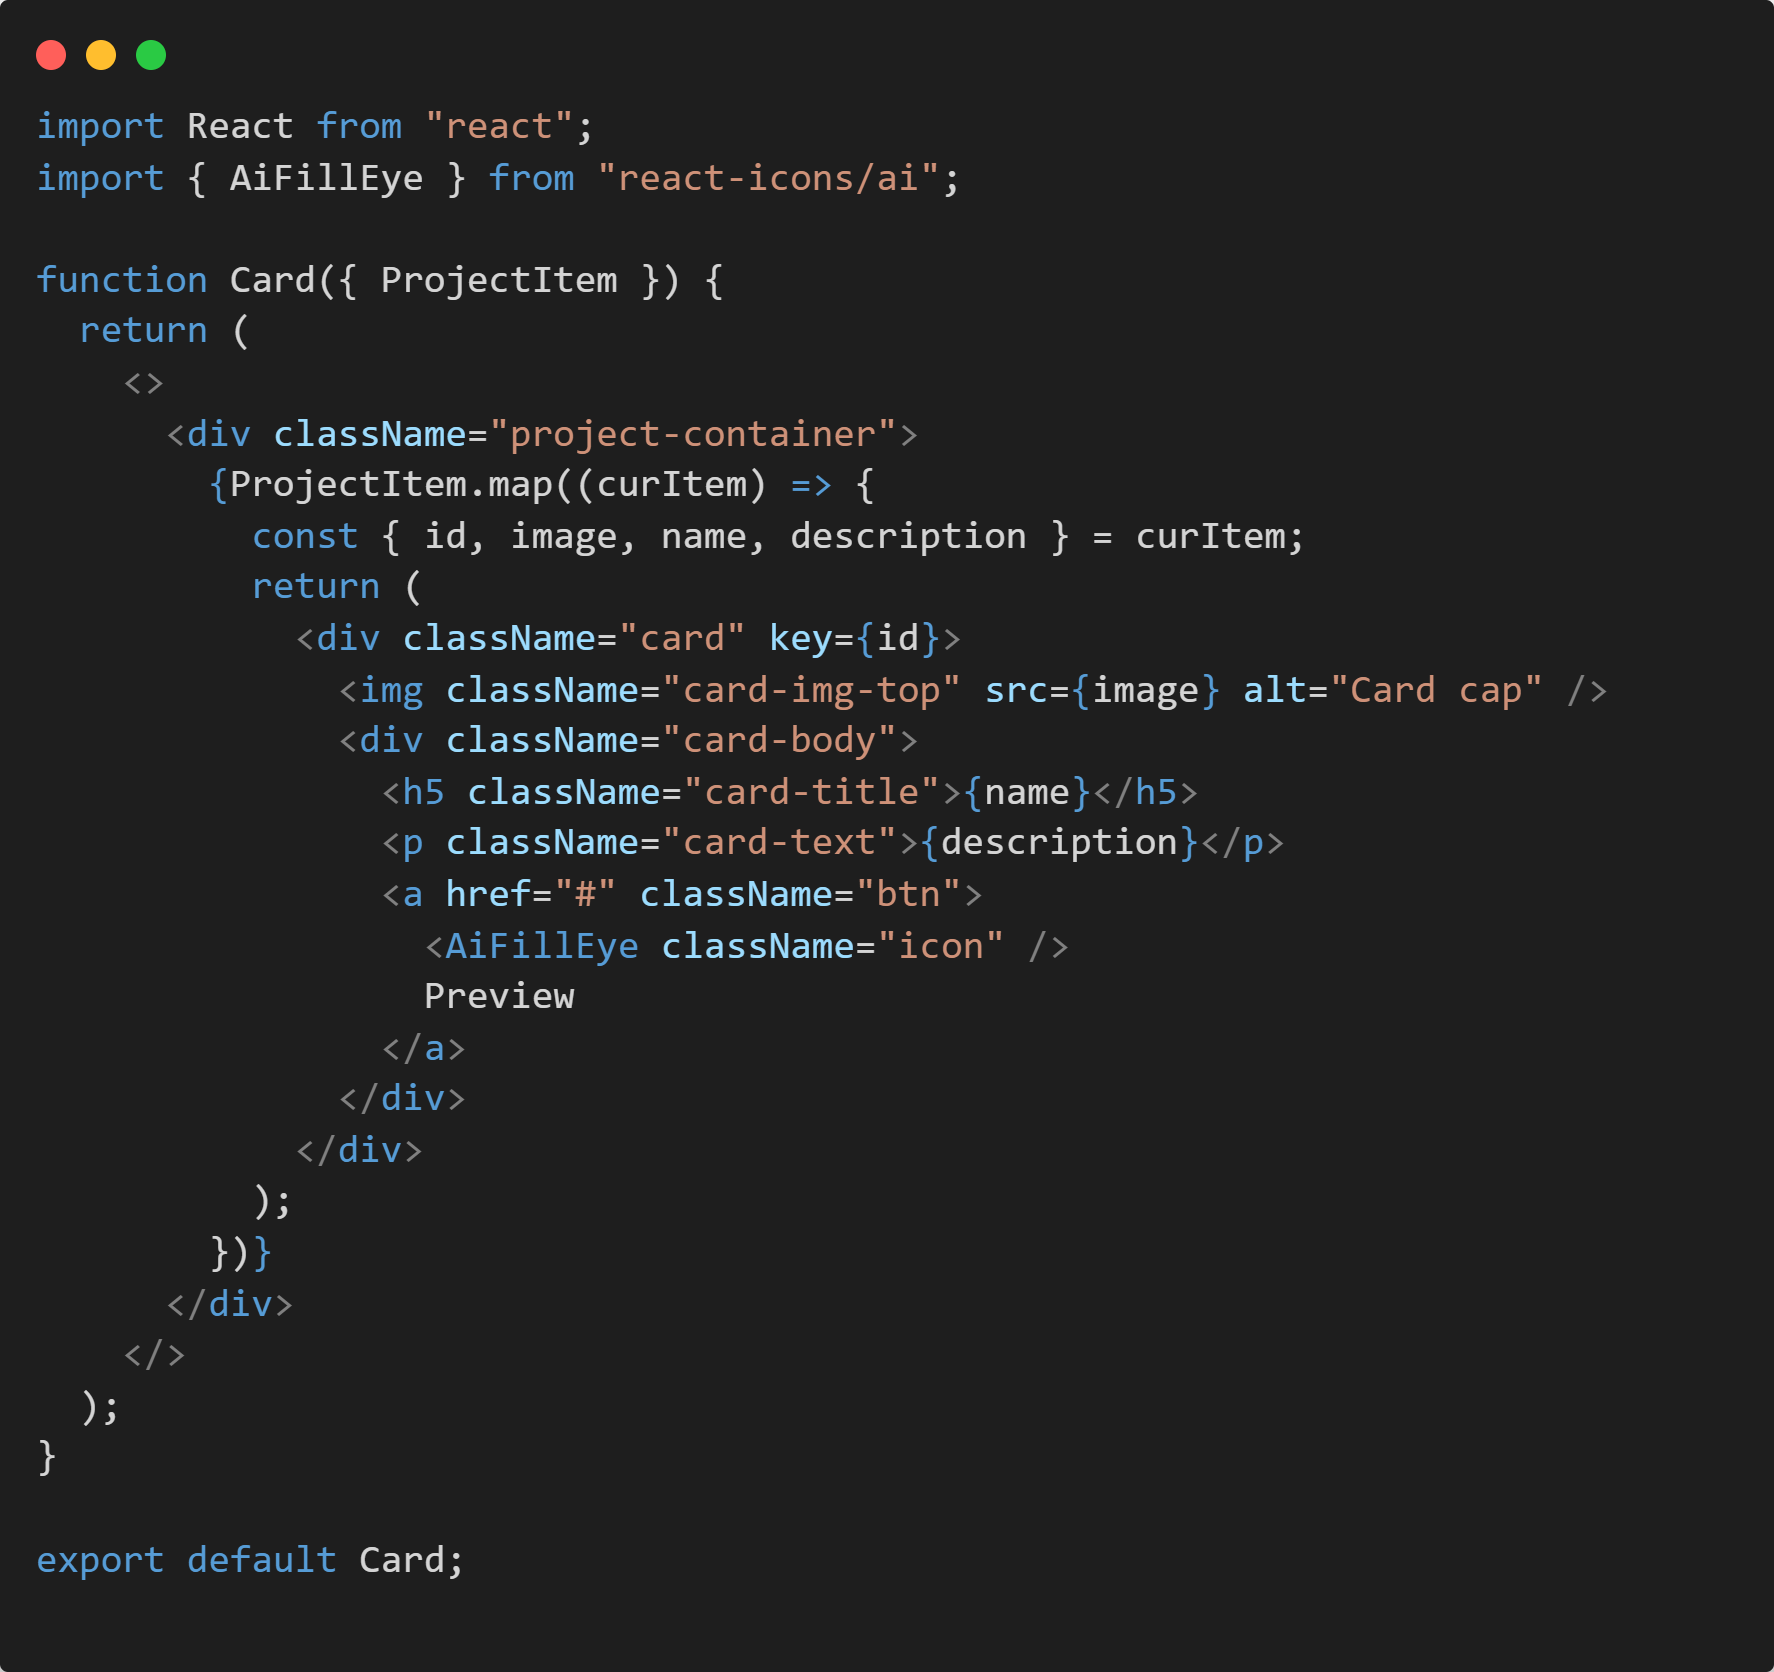 import React from "react";
import { AiFillEye } from "react-icons/ai";

function Card({ ProjectItem }) {
  return (
    <>
      <div className="project-container">
        {ProjectItem.map((curItem) => {
          const { id, image, name, description } = curItem;
          return (
            <div className="card" key={id}>
              <img className="card-img-top" src={image} alt="Card cap" />
              <div className="card-body">
                <h5 className="card-title">{name}</h5>
                <p className="card-text">{description}</p>
                <a href="#" className="btn">
                  <AiFillEye className="icon" />
                  Preview
                </a>
              </div>
            </div>
          );
        })}
      </div>
    </>
  );
}

export default Card;